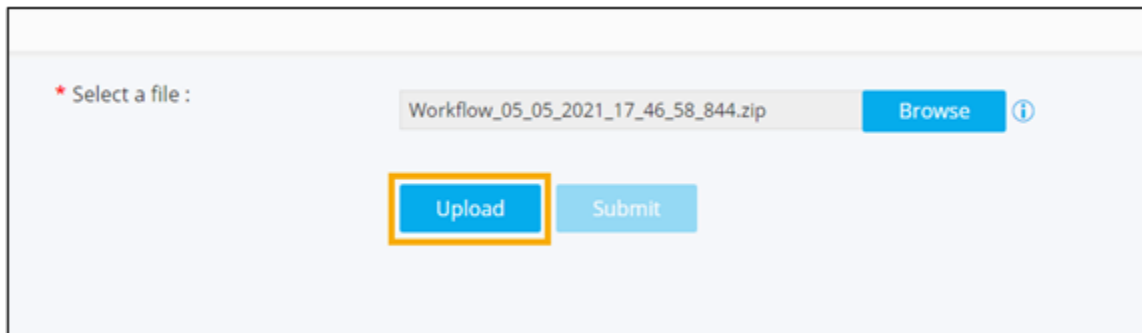 * Select a file :
Workflow_05_05_2021_17_46_58_844.zip Browse
Upload Submit